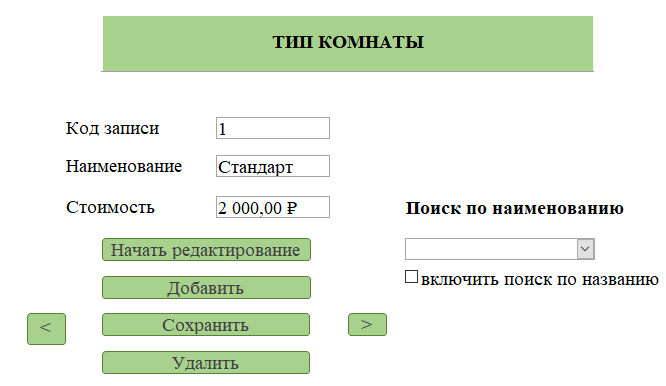 ТИП КОМНАТЫ
Код записи 1
Наименование Стандарт
Стоимость 2 000,00 ₽
Поиск по наименованию
Начать редактирование
Добавить
включить поиск по названию
< Сохранить >
Удалить